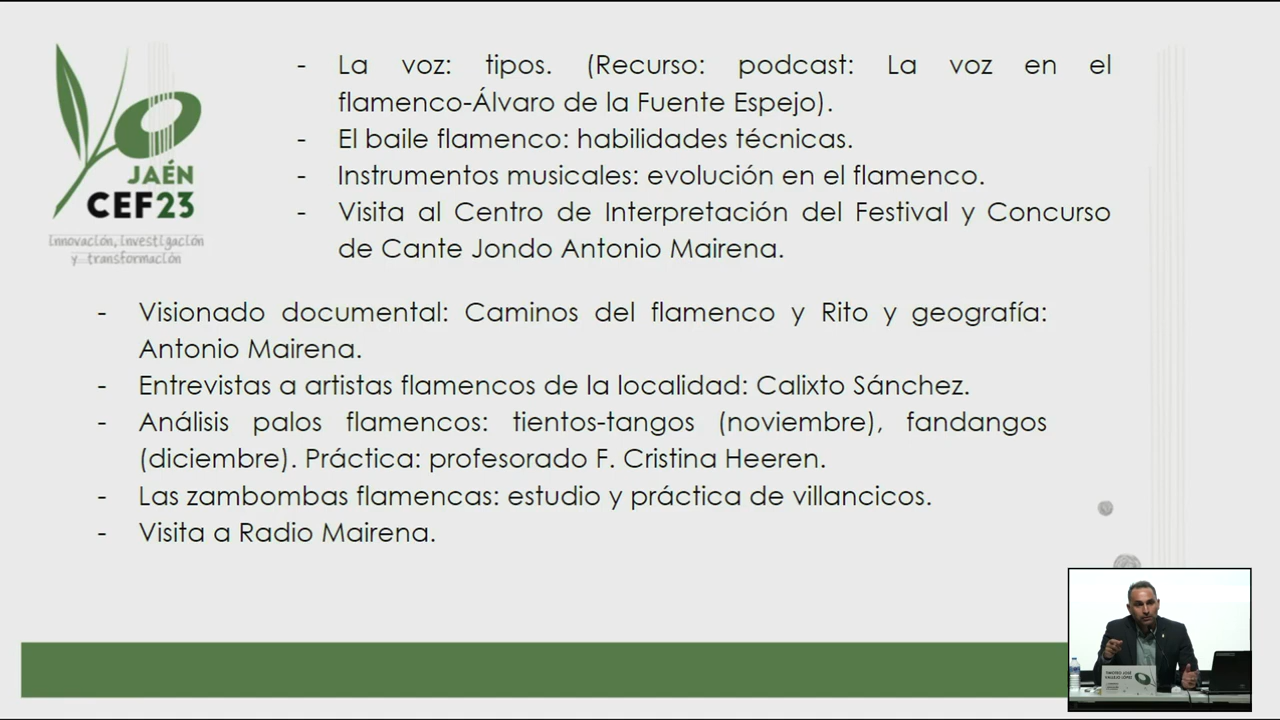 - La voz: tipos. (Recurso: podcast: La voz en el
flamenco-Álvaro de la Fuente Espejo).
- El baile flamenco: habilidades técnicas.
- Instrumentos musicales: evolución en el flamenco.
- Visita al Centro de Interpretación del Festival y Concurso
de Cante Jondo Antonio Mairena.
JAÉN
CEF23
Innovación, investigación
y transformación
- Visionado documental: Caminos del flamenco y Rito y geografía:
Antonio Mairena.
- Entrevistas a artistas flamencos de la localidad: Calixto Sánchez.
- Análisis palos flamencos: tientos-tangos (noviembre), fandangos
(diciembre). Práctica: profesorado F. Cristina Heeren.
- Las zambombas flamencas: estudio y práctica de villancicos.
- Visita a Radio Mairena.